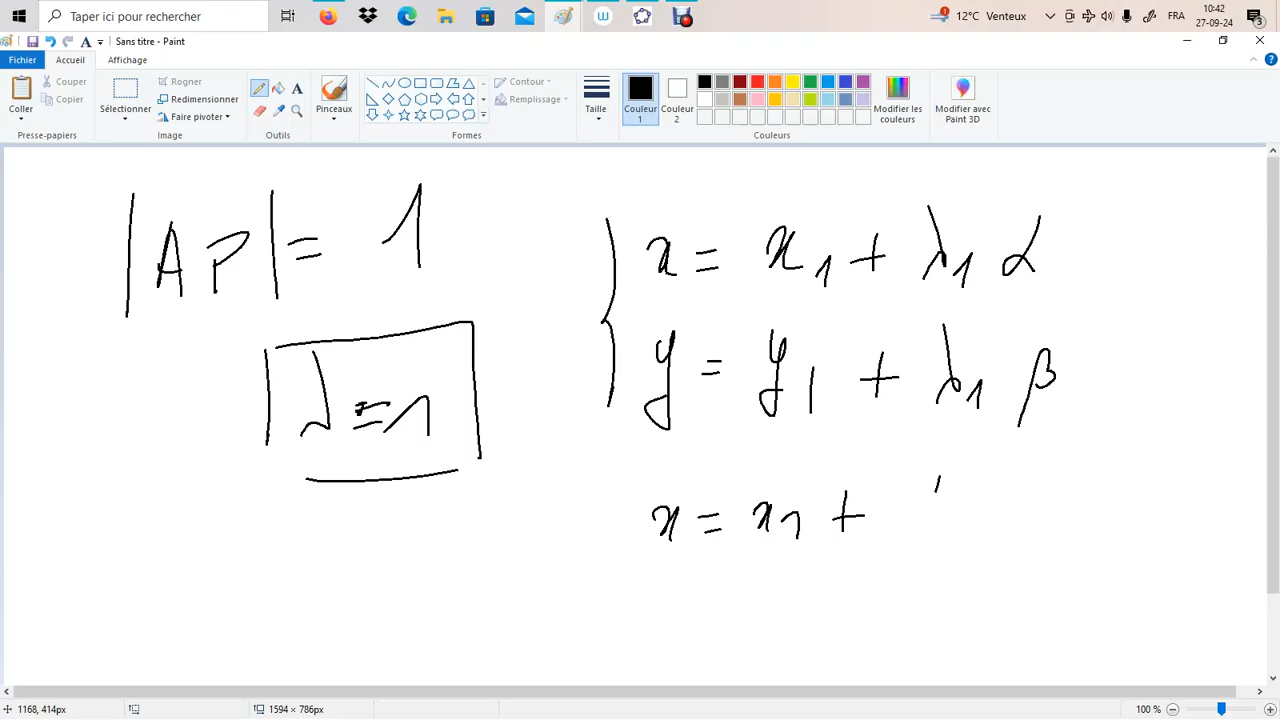 Taper ici pour rechercher
12°C Venteux
FRA
10:42
27-09-24
3
Sans titre - Paint
Fichier
Accueil
Affichage
Coller
Couper
Copier
Presse-papiers
Sélectionner
Rogner
Redimensionner
Faire pivoter
Image
A
Outils
Pinceaux
Contour
Remplissage
Formes
Taille
Couleur 1
Couleur 2
Modifier les couleurs
Couleurs
Modifier avec Paint 3D
|AP| = 1
λ = 1
x = x1 + λ1 α
y = y1 + λ1 β
x = x1 +
1168, 414px
1594 × 786px
100 %